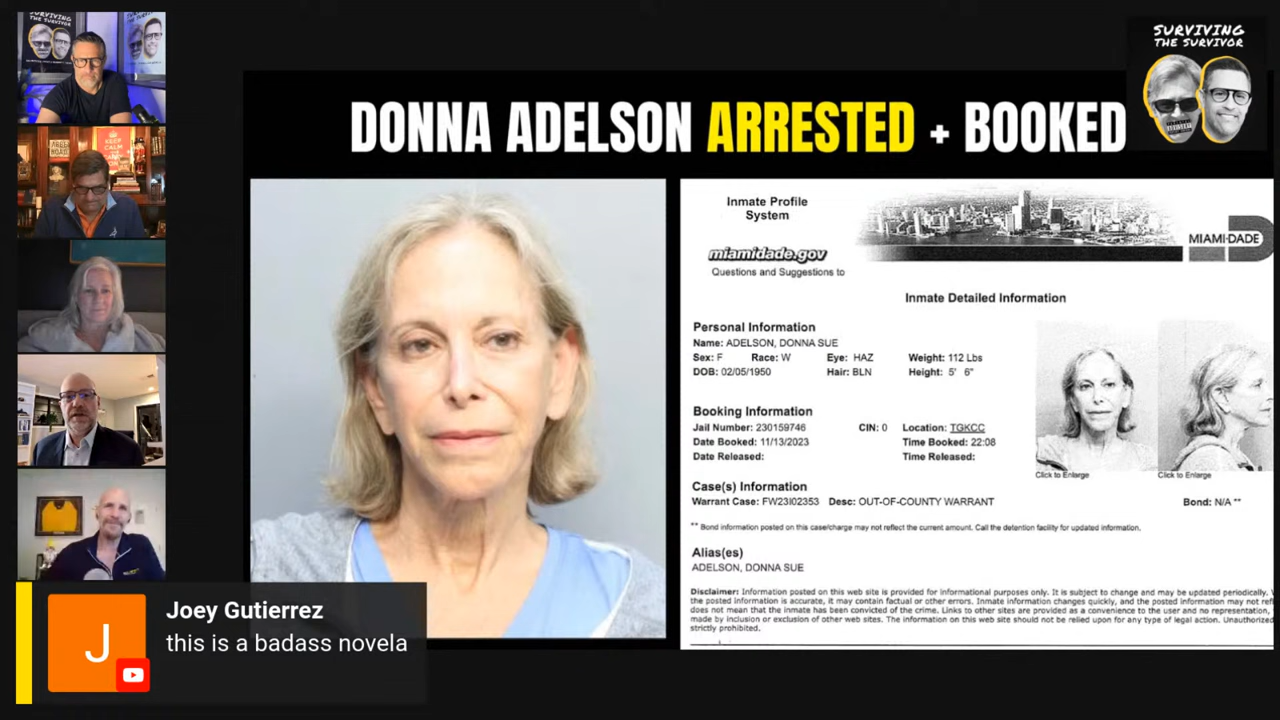 SURVIVING
THE SURVIVOR
DONNA ADELSON ARRESTED + BOOKED
Inmate Profile
System
miamidade.gov
Questions and Suggestions to
MIAMI-DADE
Inmate Detailed Information
Personal Information
Name: ADELSON, DONNA SUE
Sex: F Race: W Eye: HAZ Weight: 112 Lbs
DOB: 02/05/1950 Hair: BLN Height: 5' 6"
Booking Information
Jail Number: 230159746 CIN: 0 Location: TGKCC
Date Booked: 11/13/2023 Time Booked: 22:08
Date Released: Time Released:
Click to Enlarge Click to Enlarge
Case(s) Information
Warrant Case: FW23I02353 Desc: OUT-OF-COUNTY WARRANT Bond: N/A **
** Bond information posted on this case/charge may not reflect the current amount. Call the detention facility for updated information.
Alias(es)
ADELSON, DONNA SUE
Disclaimer: Information posted on this web site is provided for informational purposes only. It is subject to change and may be updated periodically.
the posted information is accurate, it may contain factual or other errors. Inmate information changes quickly, and the posted information may not
does not mean that the inmate has been convicted of the crime. Links to other sites are provided as a convenience to the user and no representation,
made by inclusion or exclusion of other web sites. The information on this web site should not be relied upon for any type of legal action. Unauthorized
strictly prohibited.
J
Joey Gutierrez
this is a badass novela